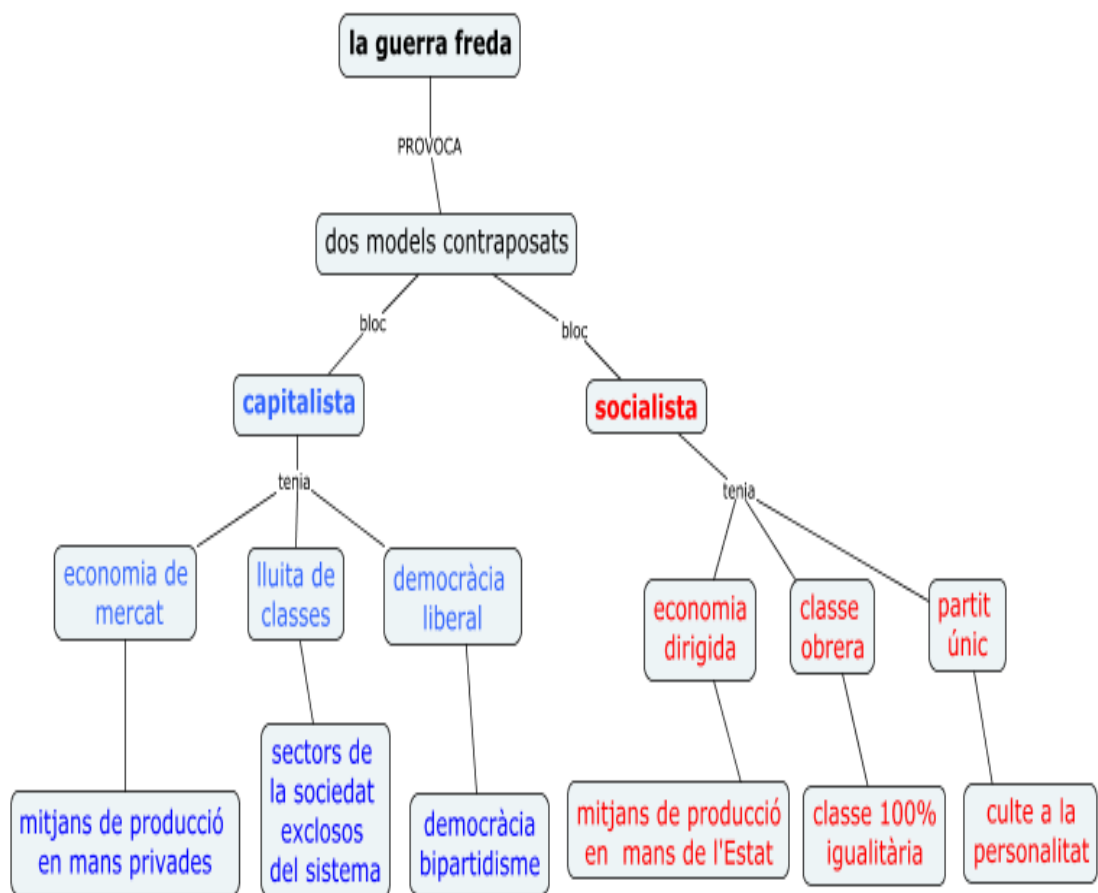 la guerra freda
PROVOCA
dos models contraposats
bloc
bloc
capitalista
socialista
tenia
tenia
economia de
mercat
lluita de
classes
democràcia
liberal
economia
dirigida
classe
obrera
partit
únic
mitjans de producció
en mans privades
sectors de
la sociedat
exclosos
del sistema
democràcia
bipartidisme
mitjans de producció
en mans de l'Estat
classe 100%
igualitària
culte a la
personalitat